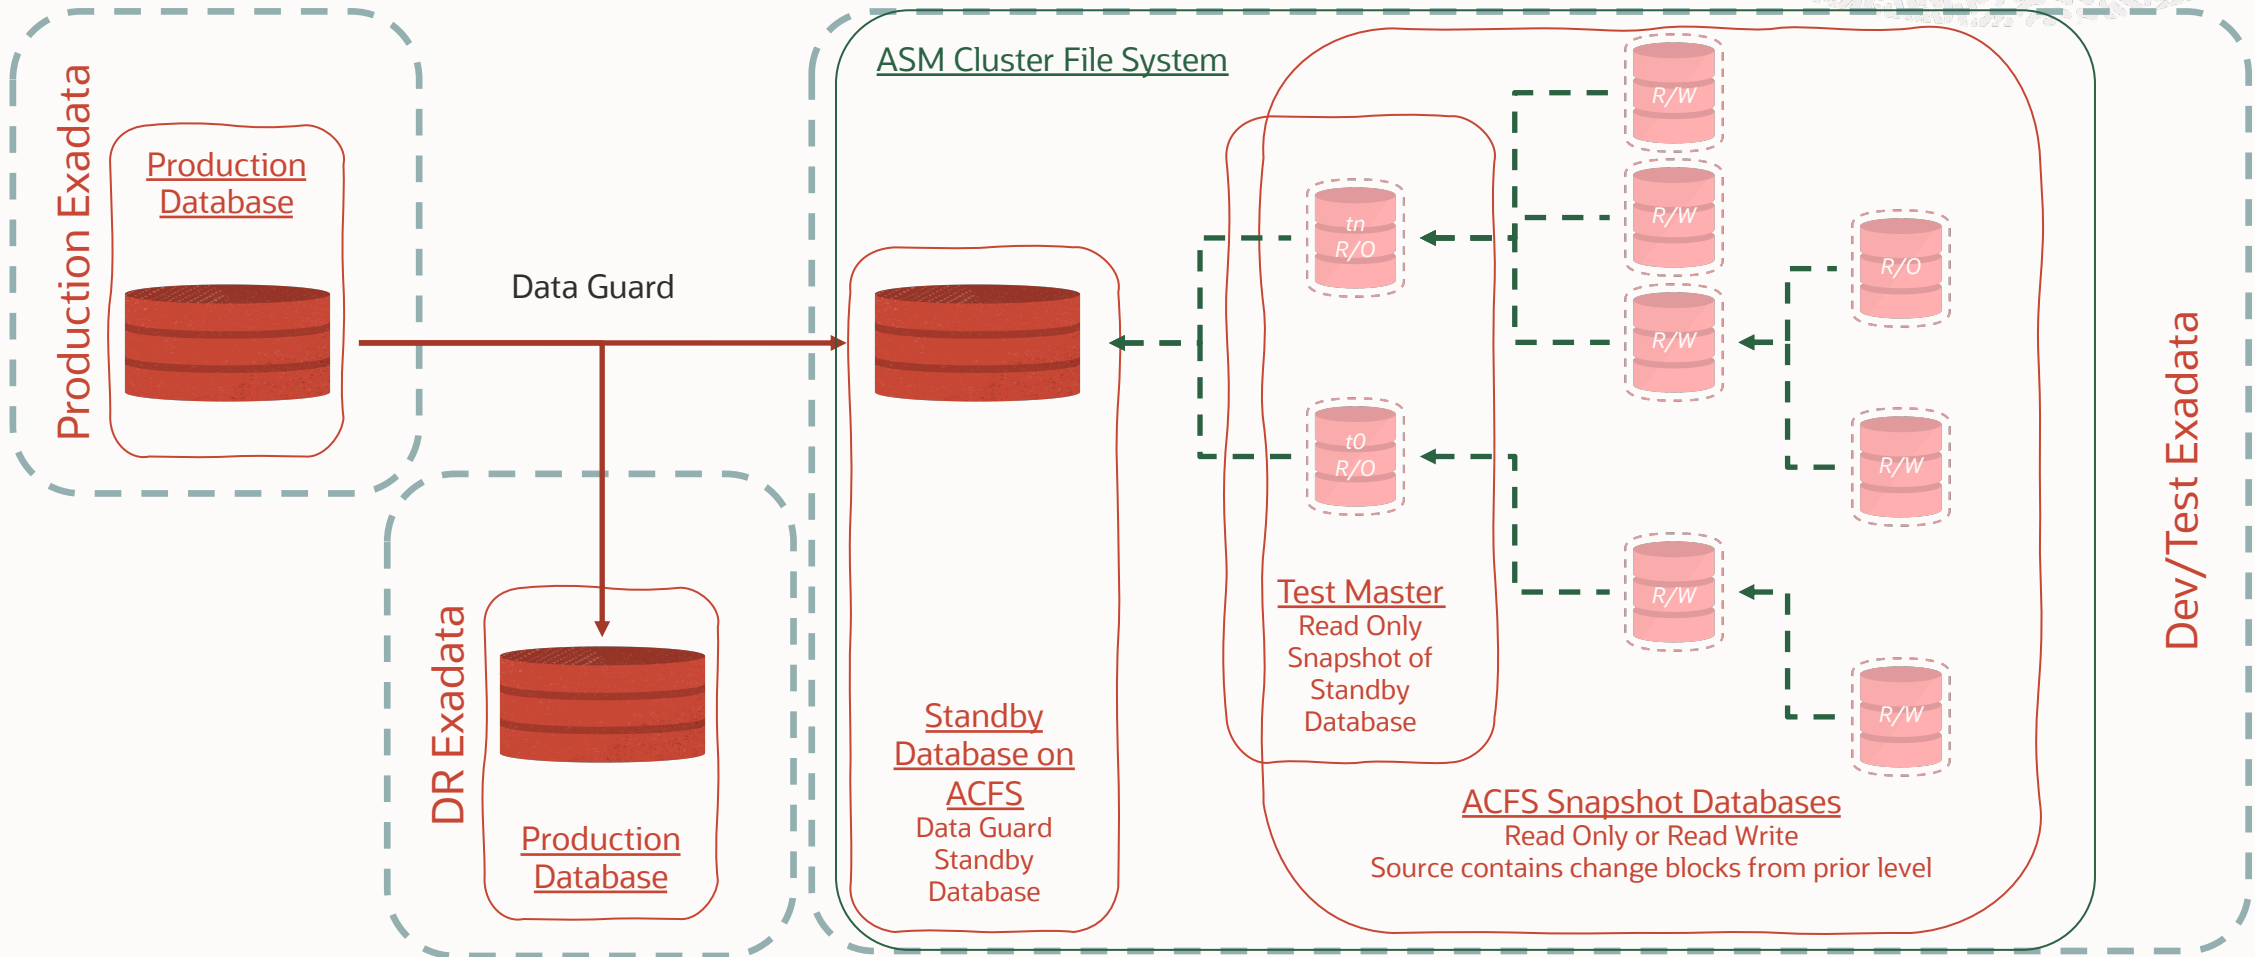 Production Exadata
Production
Database
Data Guard
DR Exadata
Production
Database
ASM Cluster File System
Standby
Database on
ACFS
Data Guard
Standby
Database
tn
R/O
t0
R/O
Test Master
Read Only
Snapshot of
Standby
Database
R/W
R/W
R/W
R/W
R/O
R/W
R/W
ACFS Snapshot Databases
Read Only or Read Write
Source contains change blocks from prior level
Dev/Test Exadata